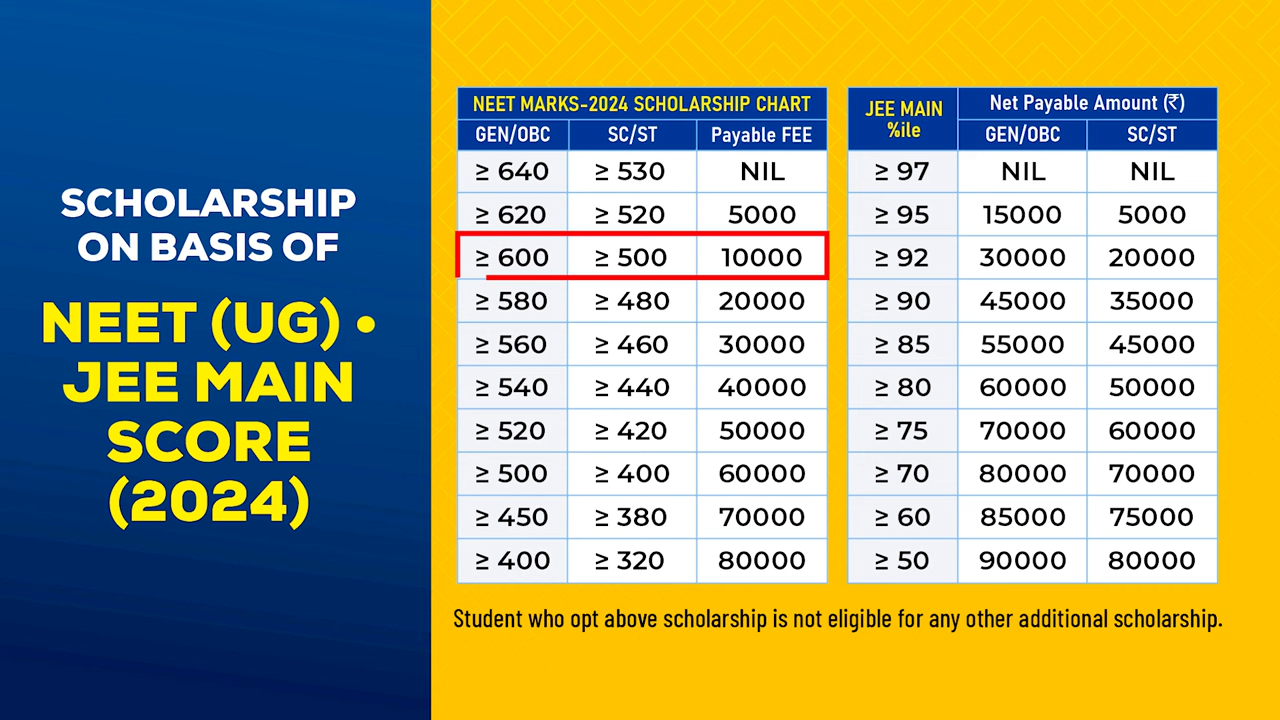 SCHOLARSHIP
ON BASIS OF
NEET (UG) •
JEE MAIN
SCORE
(2024)
NEET MARKS-2024 SCHOLARSHIP CHART
GEN/OBC SC/ST Payable FEE
≥ 640 ≥ 530 NIL
≥ 620 ≥ 520 5000
≥ 600 ≥ 500 10000
≥ 580 ≥ 480 20000
≥ 560 ≥ 460 30000
≥ 540 ≥ 440 40000
≥ 520 ≥ 420 50000
≥ 500 ≥ 400 60000
≥ 450 ≥ 380 70000
≥ 400 ≥ 320 80000
JEE MAIN
%ile
Net Payable Amount (₹)
GEN/OBC SC/ST
≥ 97 NIL NIL
≥ 95 15000 5000
≥ 92 30000 20000
≥ 90 45000 35000
≥ 85 55000 45000
≥ 80 60000 50000
≥ 75 70000 60000
≥ 70 80000 70000
≥ 60 85000 75000
≥ 50 90000 80000
Student who opt above scholarship is not eligible for any other additional scholarship.